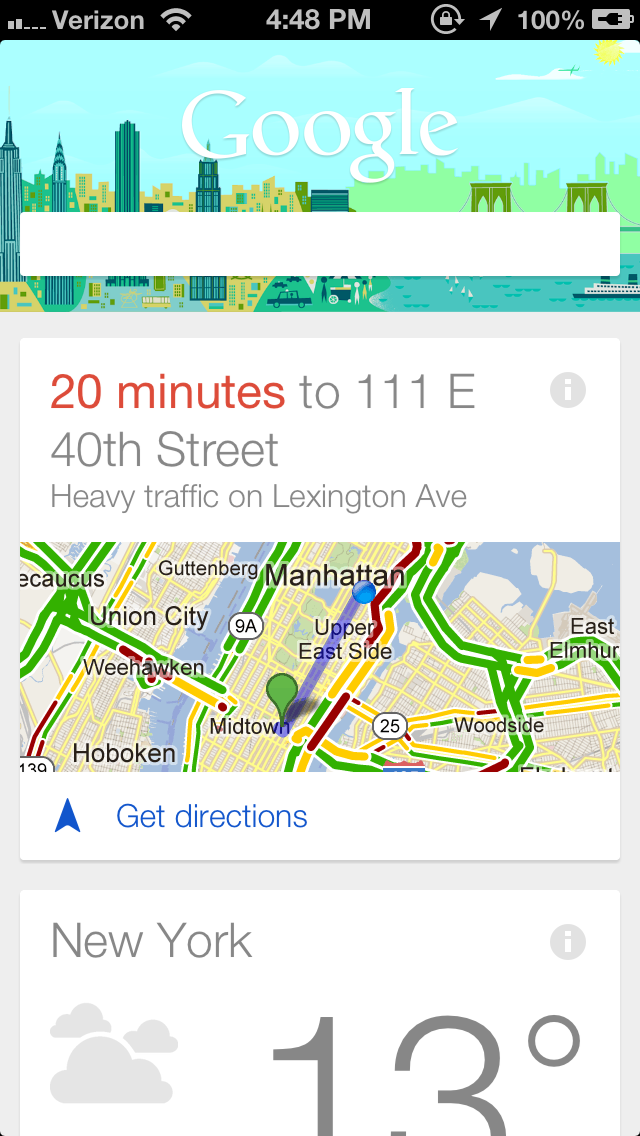 Verizon 4:48 PM 100%
Google
20 minutes to 111 E
40th Street
Heavy traffic on Lexington Ave
ecaucus
Guttenberg
Manhattan
Union City
9A
Upper
East Side
East
Elmhur
Weehawken
Midtown
25
Woodside
Hoboken
139
Get directions
New York
13°